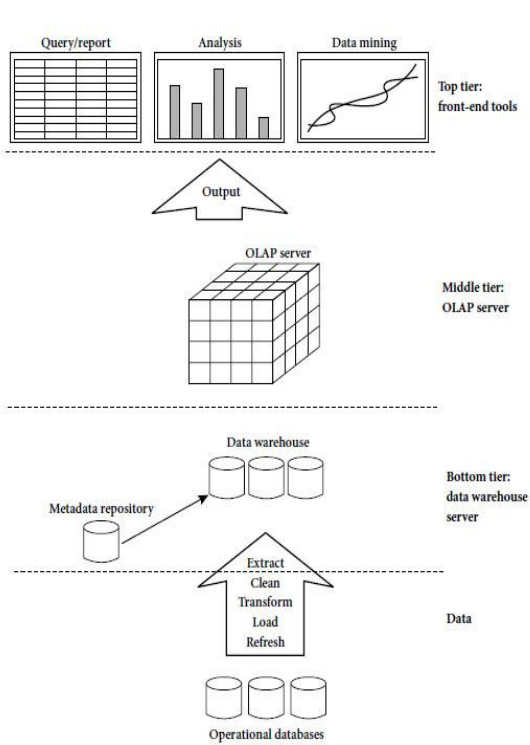 Query/report
Analysis
Data mining
Top tier:
front-end tools
Output
OLAP server
Middle tier:
OLAP server
Data warehouse
Bottom tier:
data warehouse
server
Metadata repository
Extract
Clean
Transform
Load
Refresh
Data
Operational databases